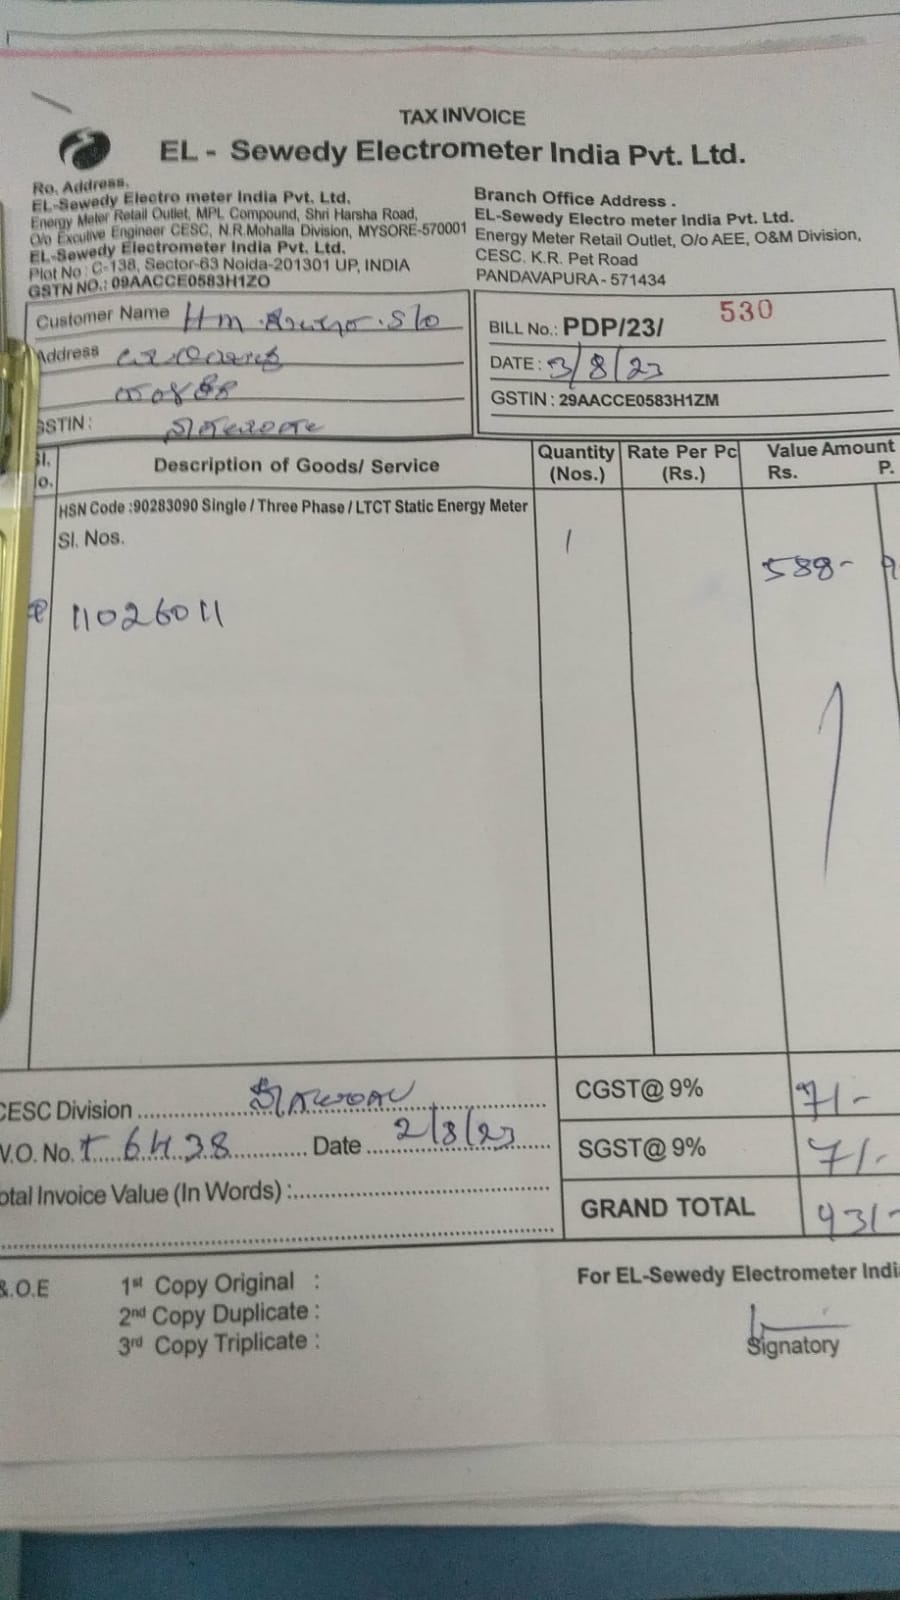 TAX INVOICE
EL - Sewedy Electrometer India Pvt. Ltd.
Ro. Address.
EL-Sewedy Electro meter India Pvt. Ltd.
Energy Meter Retail Outlet, MPL Compound, Shri Harsha Road,
O/o Exculive Engineer CESC, N.R.Mohalla Division, MYSORE-570001
EL-Sewedy Electrometer India Pvt. Ltd.
Plot No : C-138, Sector-63 Noida-201301 UP, INDIA
GSTN NO.: 09AACCE0583H1ZO
Branch Office Address .
EL-Sewedy Electro meter India Pvt. Ltd.
Energy Meter Retail Outlet, O/o AEE, O&M Division,
CESC. K.R. Pet Road
PANDAVAPURA - 571434
Customer Name Hm S/o
Address
GSTIN :
BILL No.: PDP/23/ 530
DATE : 3/8/23
GSTIN : 29AACCE0583H1ZM
Sl. No. Description of Goods/ Service Quantity (Nos.) Rate Per Pc (Rs.) Value Amount Rs. P.
HSN Code :90283090 Single / Three Phase / LTCT Static Energy Meter
Sl. Nos. 1
588-
11026011
CESC Division
V.O. No. 6438 Date 2/8/23
otal Invoice Value (In Words) :
CGST@ 9% 71-
SGST@ 9% 71-
GRAND TOTAL 931-
&.O.E
1st Copy Original :
2nd Copy Duplicate :
3rd Copy Triplicate :
For EL-Sewedy Electrometer Indi
Signatory